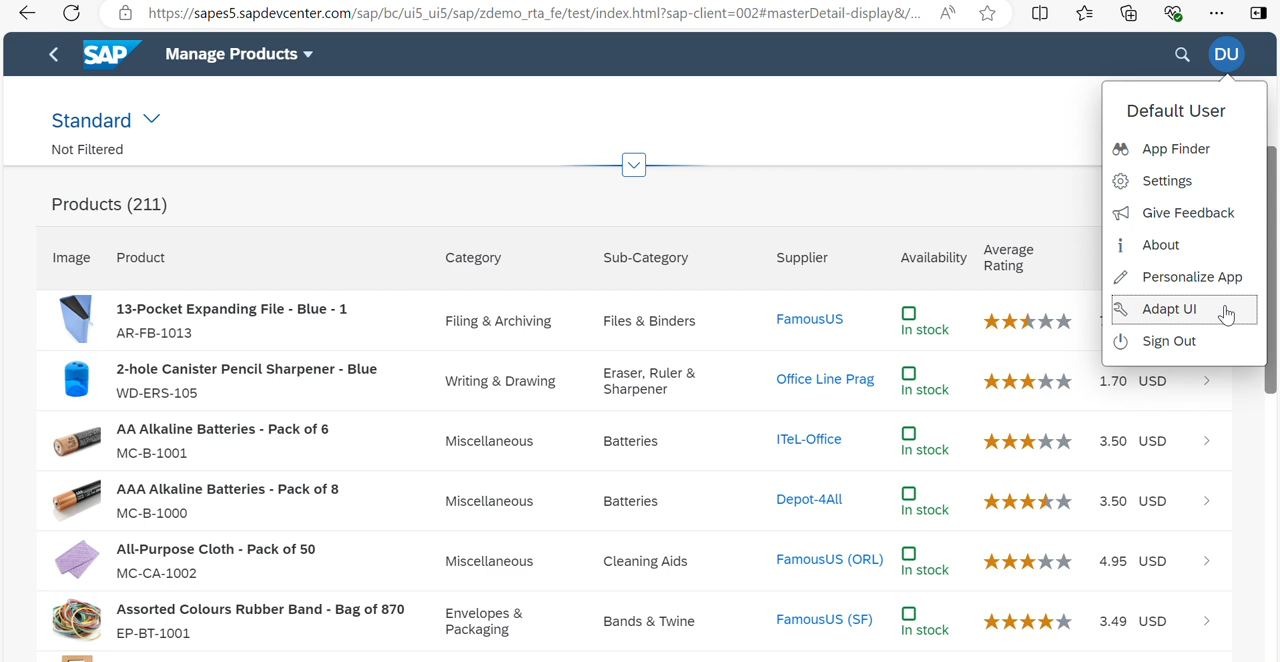 https://sapes5.sapdevcenter.com/sap/bc/ui5_ui5/sap/zdemo_rta_fe/test/index.html?sap-client=002#masterDetail-display&/...
SAP Manage Products DU
Default User
App Finder
Settings
Give Feedback
About
Personalize App
Adapt UI
Sign Out
Standard
Not Filtered
Products (211)
Image Product Category Sub-Category Supplier Availability Average Rating
13-Pocket Expanding File - Blue - 1
AR-FB-1013
Filing & Archiving
Files & Binders
FamousUS
In stock
2-hole Canister Pencil Sharpener - Blue
WD-ERS-105
Writing & Drawing
Eraser, Ruler &
Sharpener
Office Line Prag
In stock
1.70 USD
AA Alkaline Batteries - Pack of 6
MC-B-1001
Miscellaneous
Batteries
ITeL-Office
In stock
3.50 USD
AAA Alkaline Batteries - Pack of 8
MC-B-1000
Miscellaneous
Batteries
Depot-4All
In stock
3.50 USD
All-Purpose Cloth - Pack of 50
MC-CA-1002
Miscellaneous
Cleaning Aids
FamousUS (ORL)
In stock
4.95 USD
Assorted Colours Rubber Band - Bag of 870
EP-BT-1001
Envelopes &
Packaging
Bands & Twine
FamousUS (SF)
In stock
3.49 USD